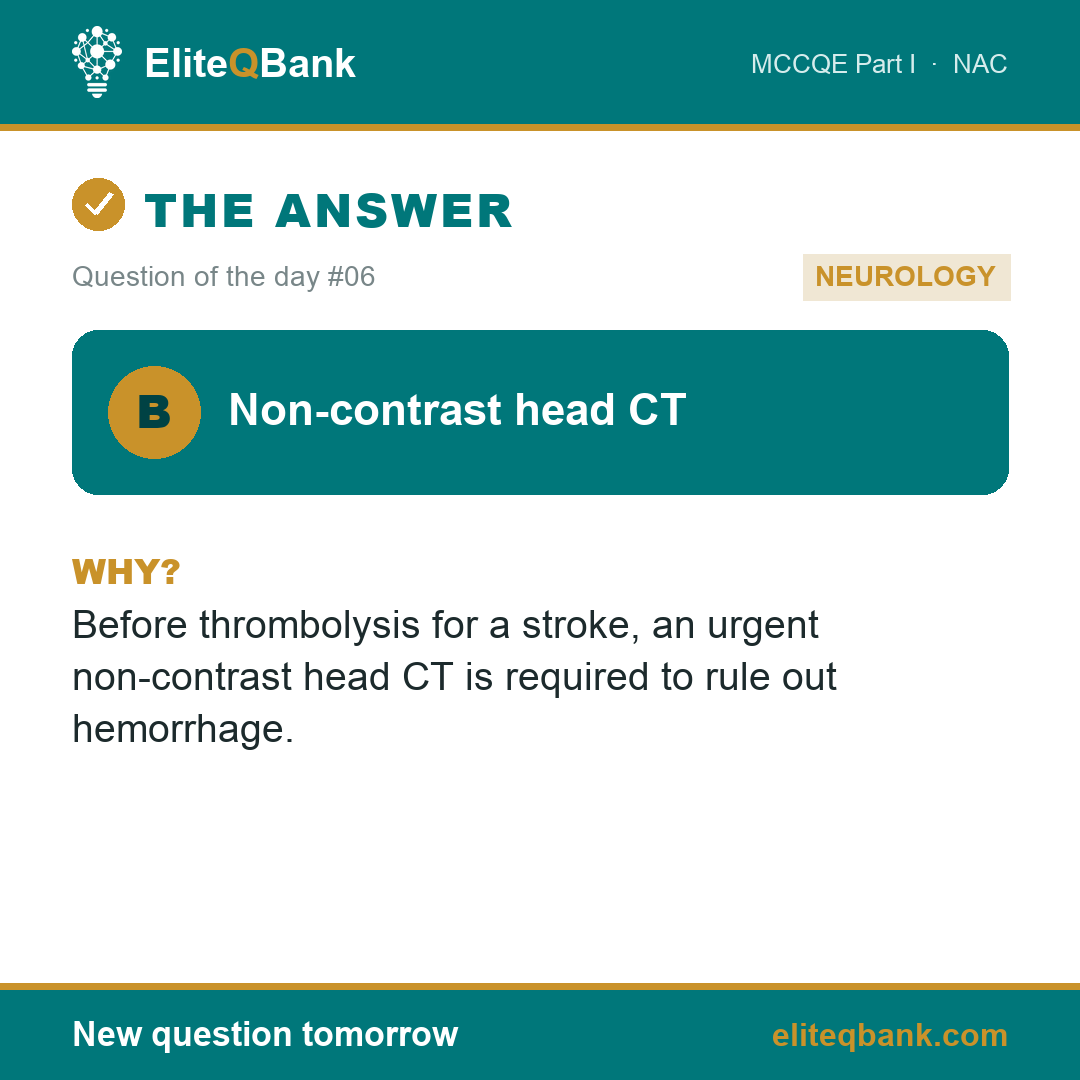 EliteQBank
MCCQE Part I · NAC
THE ANSWER
Question of the day #06
NEUROLOGY
B
Non-contrast head CT
WHY?
Before thrombolysis for a stroke, an urgent
non-contrast head CT is required to rule out
hemorrhage.
New question tomorrow
eliteqbank.com